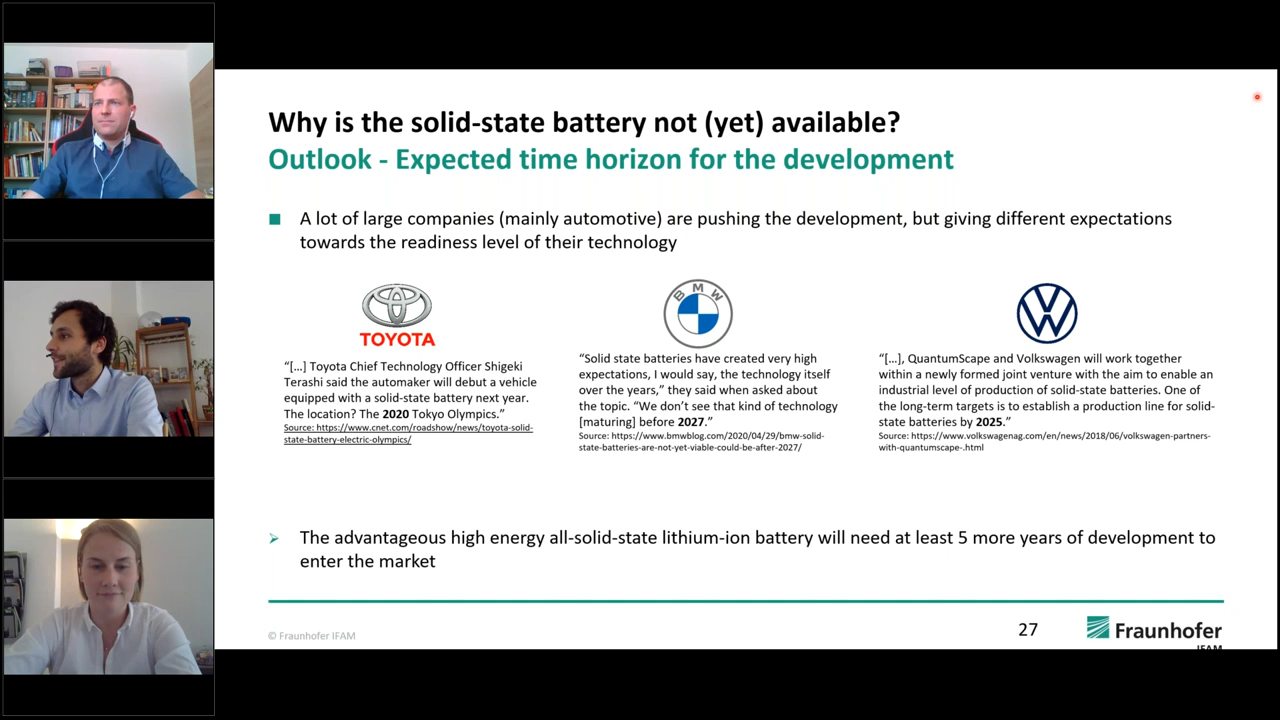 Why is the solid-state battery not (yet) available?
Outlook - Expected time horizon for the development
A lot of large companies (mainly automotive) are pushing the development, but giving different expectations
towards the readiness level of their technology
TOYOTA
“[…] Toyota Chief Technology Officer Shigeki
Terashi said the automaker will debut a vehicle
equipped with a solid-state battery next year.
The location? The 2020 Tokyo Olympics.”
Source: https://www.cnet.com/roadshow/news/toyota-solid-
state-battery-electric-olympics/
BMW
“Solid state batteries have created very high
expectations, I would say, the technology itself
over the years,” they said when asked about
the topic. “We don’t see that kind of technology
[maturing] before 2027.”
Source: https://www.bmwblog.com/2020/04/29/bmw-solid-
state-batteries-are-not-yet-viable-could-be-after-2027/
VW
“[…], QuantumScape and Volkswagen will work together
within a newly formed joint venture with the aim to enable an
industrial level of production of solid-state batteries. One of
the long-term targets is to establish a production line for solid-
state batteries by 2025.”
Source: https://www.volkswagenag.com/en/news/2018/06/volkswagen-partners-
with-quantumscape-.html
The advantageous high energy all-solid-state lithium-ion battery will need at least 5 more years of development to
enter the market
© Fraunhofer IFAM
27
Fraunhofer
IFAM